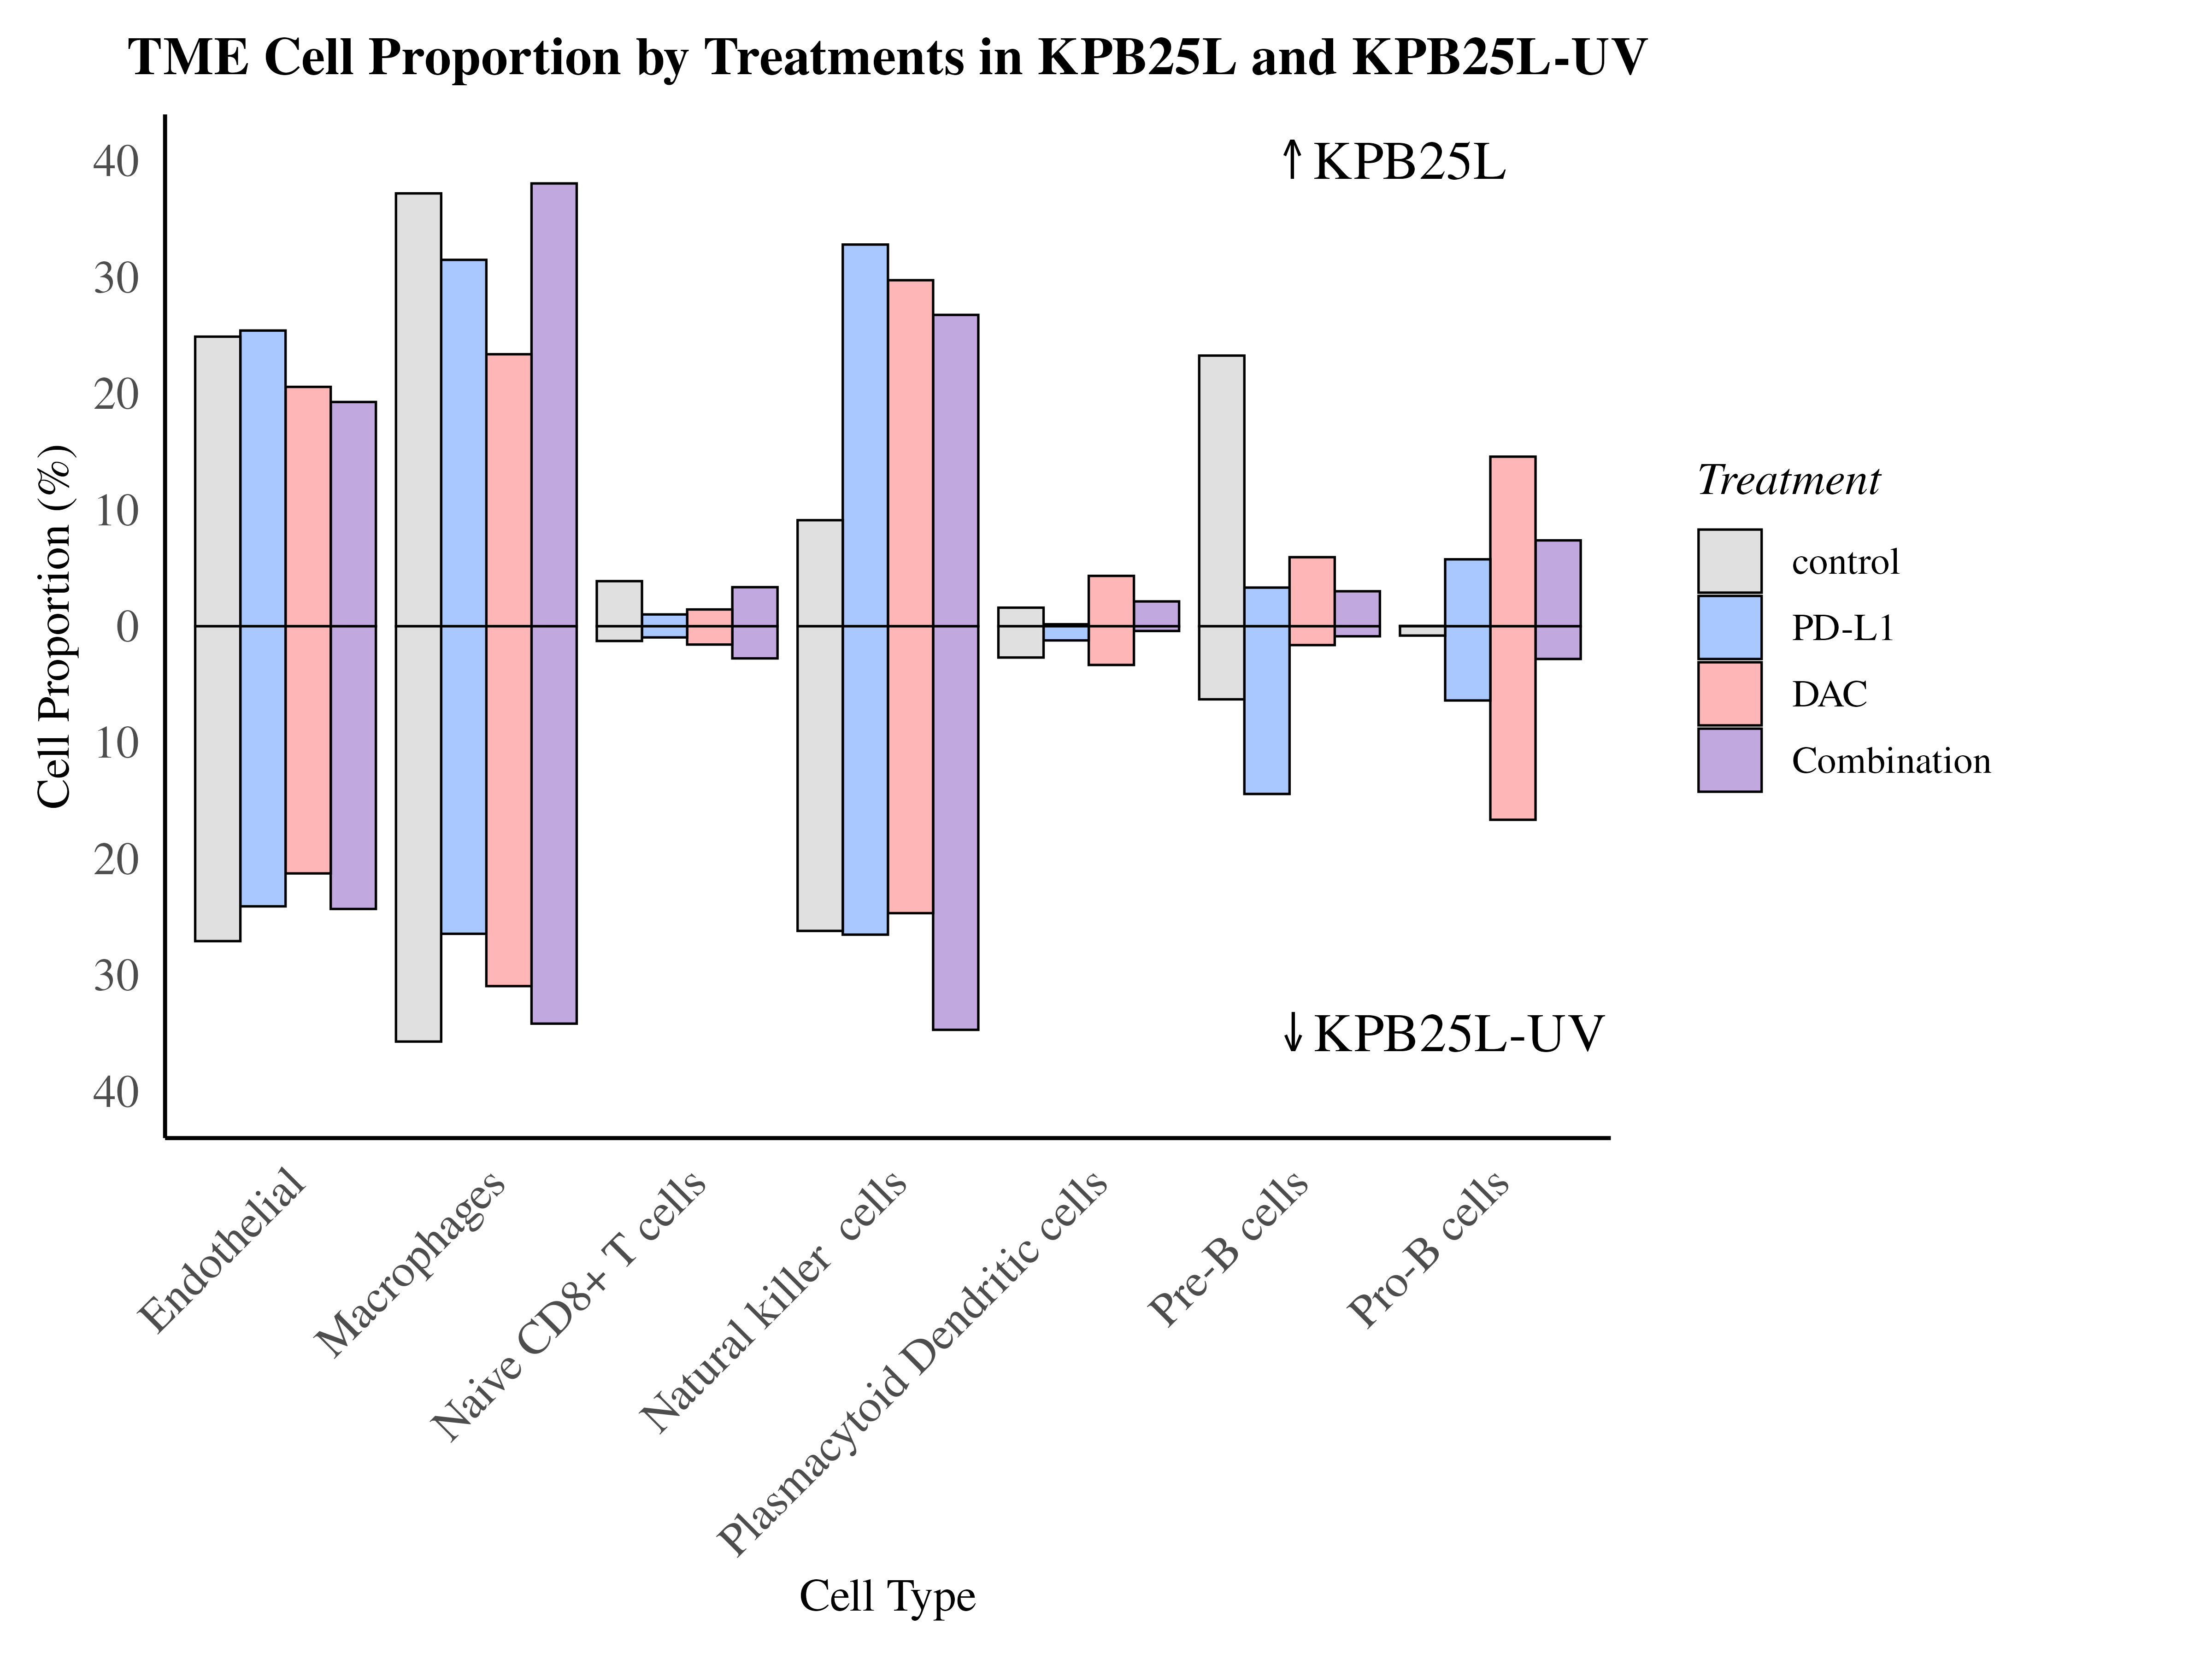 TME Cell Proportion by Treatments in KPB25L and KPB25L-UV
↑KPB25L
40
30
20
10
0
10
20
30
40
Cell Proportion (%)
↓KPB25L-UV
Treatment
control
PD-L1
DAC
Combination
Endothelial
Macrophages
Naive CD8+ T cells
Natural killer  cells
Plasmacytoid Dendritic cells
Pre-B cells
Pro-B cells
Cell Type